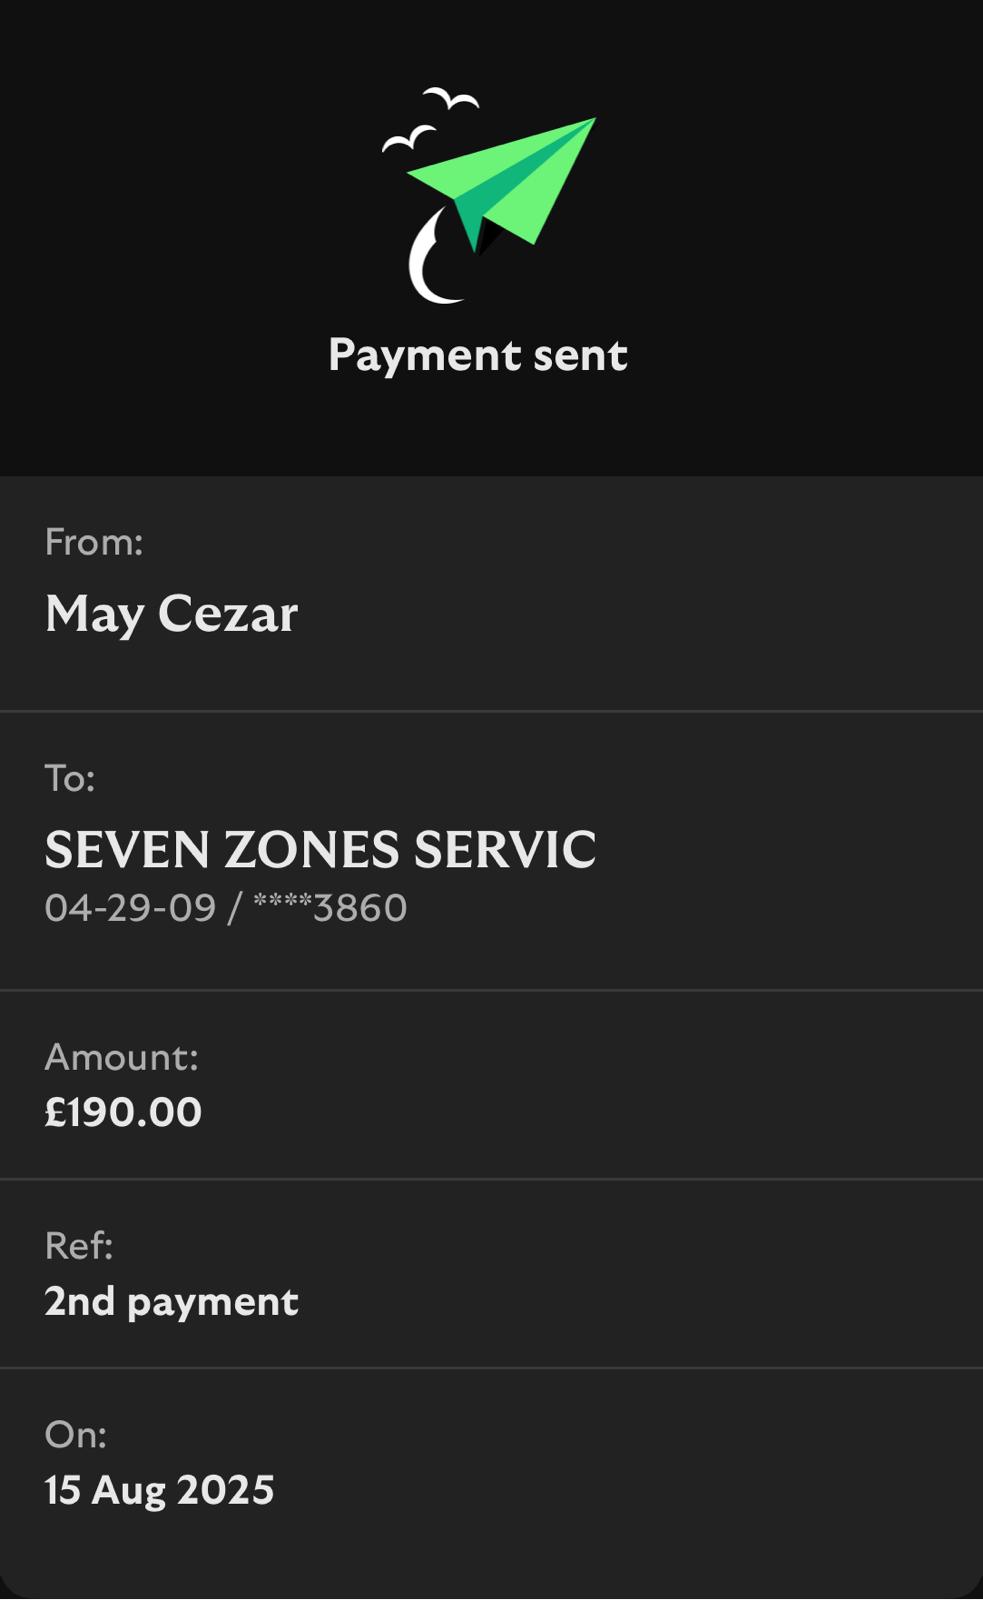 Payment sent
From:
May Cezar
To:
SEVEN ZONES SERVIC
04-29-09 / ****3860
Amount:
£190.00
Ref:
2nd payment
On:
15 Aug 2025